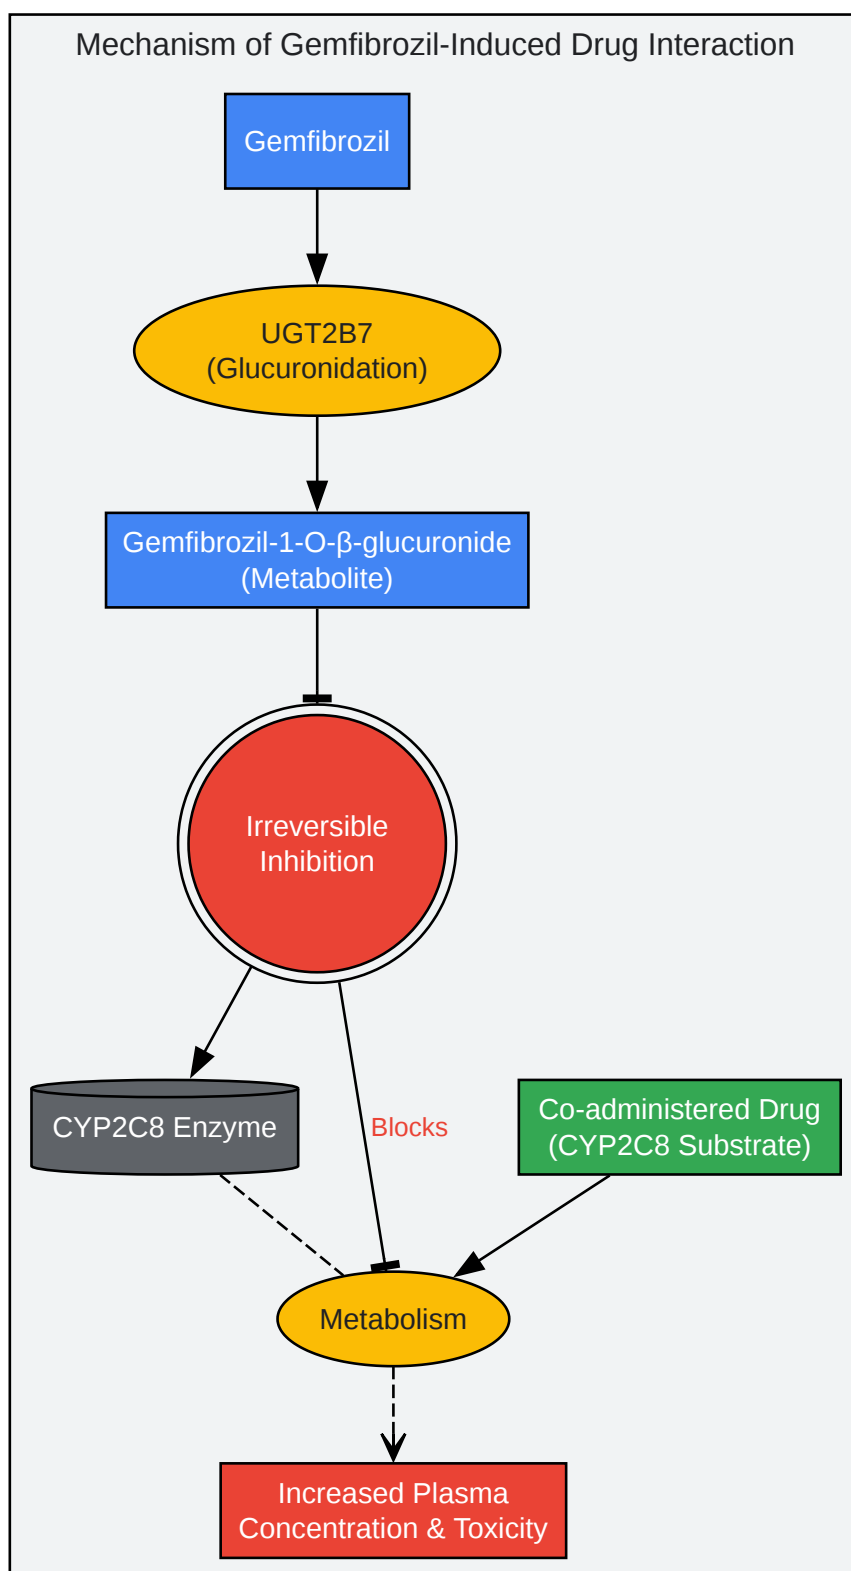 Mechanism of Gemfibrozil-Induced Drug Interaction
Gemfibrozil
UGT2B7
(Glucuronidation)
Gemfibrozil-1-O-β-glucuronide
(Metabolite)
Irreversible
Inhibition
CYP2C8 Enzyme
Blocks
Co-administered Drug
(CYP2C8 Substrate)
Metabolism
Increased Plasma
Concentration & Toxicity